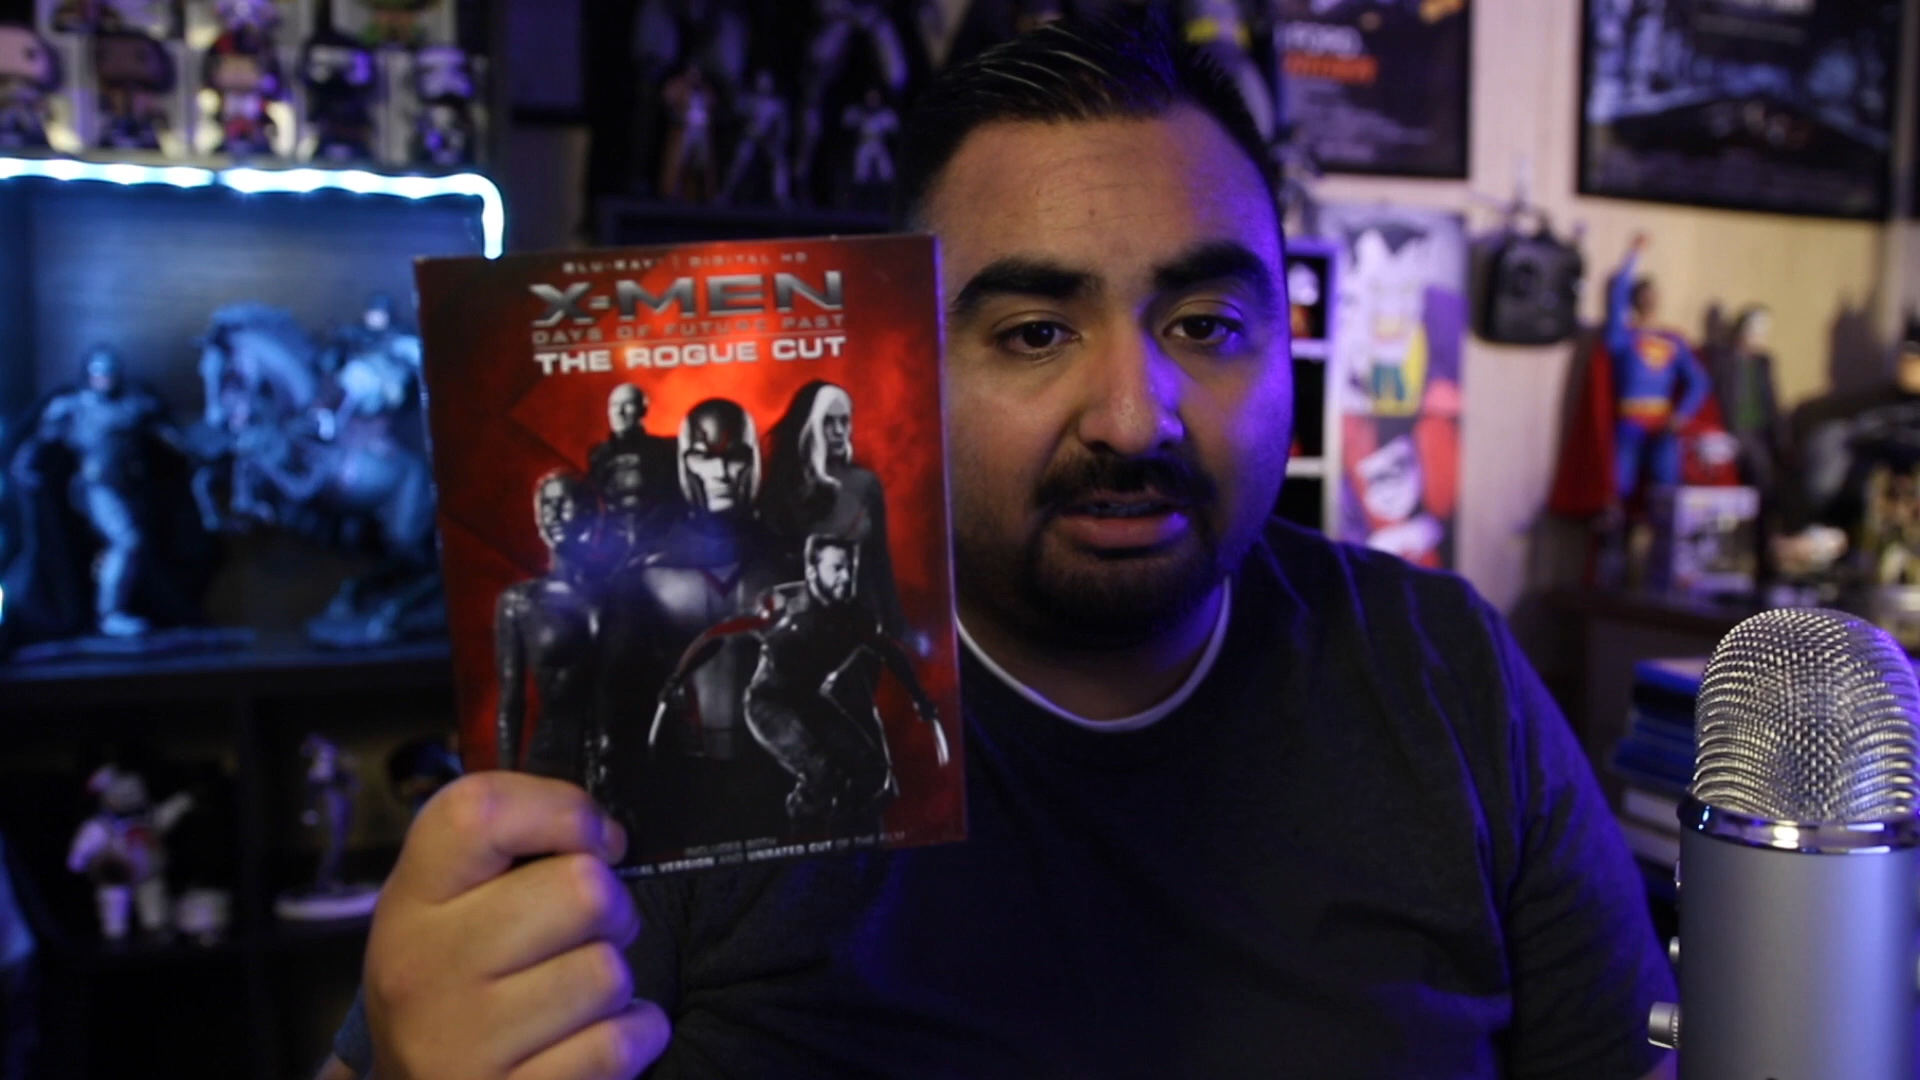 BLU-RAY | DIGITAL HD
X-MEN
DAYS OF FUTURE PAST
THE ROGUE CUT
INCLUDES BOTH
VERSION AND UNRATED CUT OF THE FILM